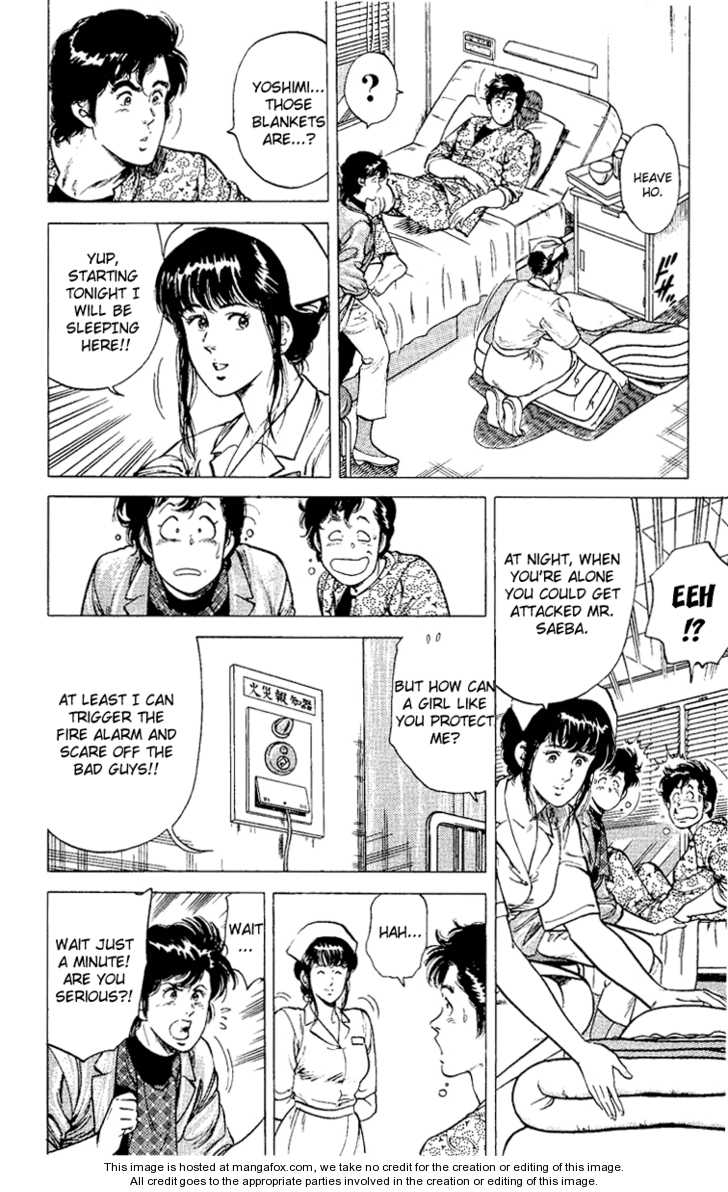 HEAVE
HO.
ドサッ
?
YOSHIMI...
THOSE
BLANKETS
ARE...?
YUP,
STARTING
TONIGHT I
WILL BE
SLEEPING
HERE!!
EEH
!?
AT NIGHT, WHEN
YOU'RE ALONE
YOU COULD GET
ATTACKED MR.
SAEBA.
BUT HOW CAN
A GIRL LIKE
YOU PROTECT
ME?
火災報知器
AT LEAST I CAN
TRIGGER THE
FIRE ALARM AND
SCARE OFF THE
BAD GUYS!!
HAH...
WAIT
...
WAIT JUST
A MINUTE!
ARE YOU
SERIOUS?!
This image is hosted at mangafox.com, we take no credit for the creation or editing of this image.
All credit goes to the appropriate parties involved in the creation or editing of this image.